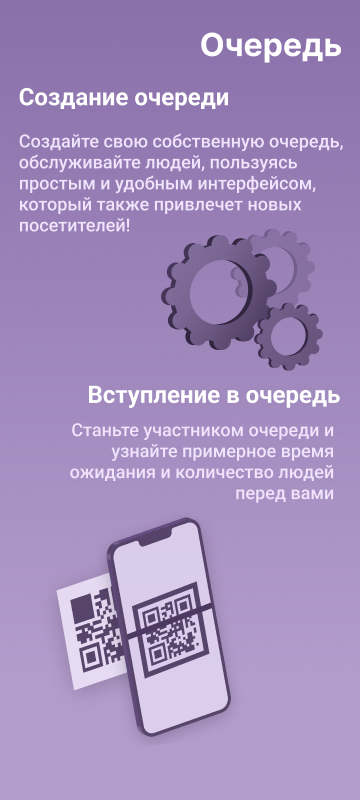 Очередь
Создание очереди
Создайте свою собственную очередь,
обслуживайте людей, пользуясь
простым и удобным интерфейсом,
который также привлечет новых
посетителей!
Вступление в очередь
Станьте участником очереди и
узнайте примерное время
ожидания и количество людей
перед вами